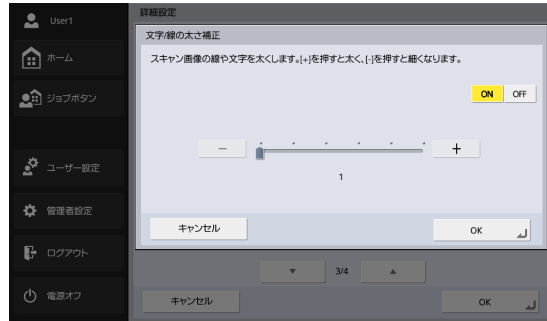 User1
ホーム
ジョブボタン
ユーザー設定
管理者設定
ログアウト
電源オフ
詳細設定
文字/線の太さ補正
スキャン画像の線や文字を太くします。[+]を押すと太く、[-]を押すと細くなります。
ON OFF
− +
1
キャンセル OK
▼ 3/4 ▲
キャンセル OK